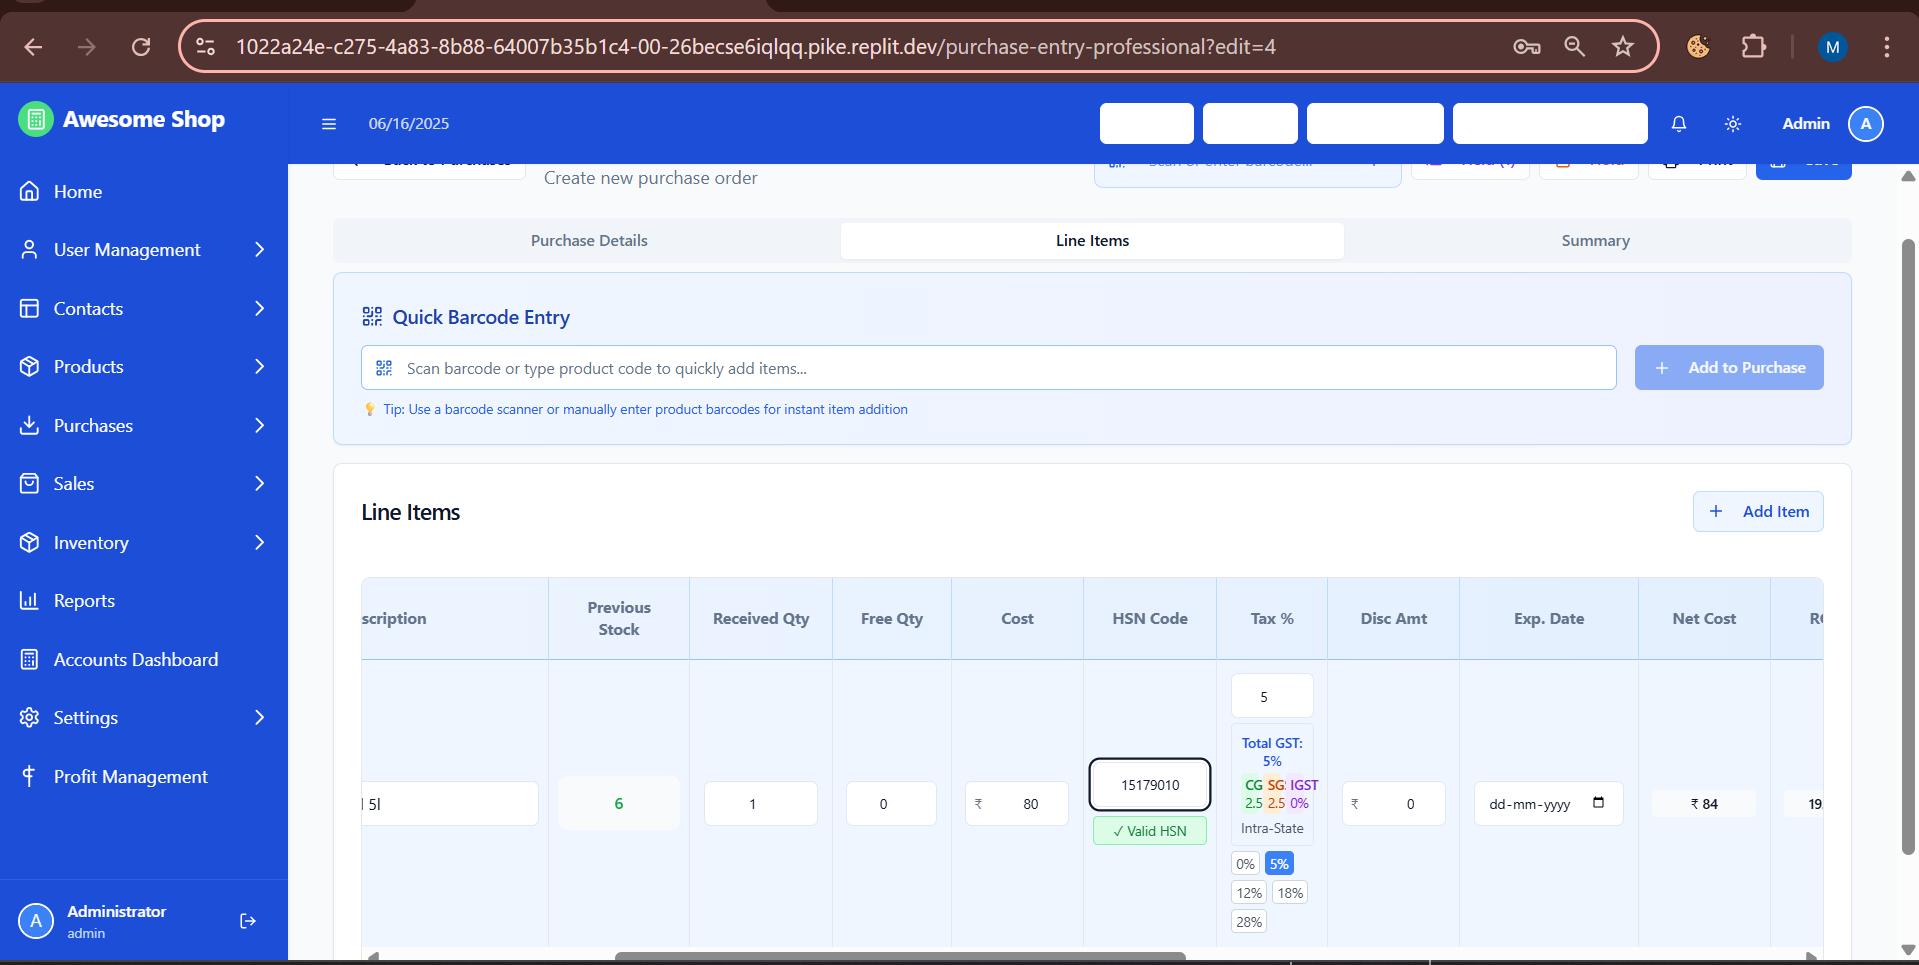 1022a24e-c275-4a83-8b88-64007b35b1c4-00-26becse6iqlqq.pike.replit.dev/purchase-entry-professional?edit=4
M
Awesome Shop
06/16/2025
Admin
A
Create new purchase order
Home
User Management
Contacts
Products
Purchases
Sales
Inventory
Reports
Accounts Dashboard
Settings
Profit Management
A
Administrator
admin
Purchase Details
Line Items
Summary
Quick Barcode Entry
Scan barcode or type product code to quickly add items...
Add to Purchase
Tip: Use a barcode scanner or manually enter product barcodes for instant item addition
Line Items
Add Item
scription
Previous Stock
Received Qty
Free Qty
Cost
HSN Code
Tax %
Disc Amt
Exp. Date
Net Cost
5l
6
1
0
₹ 80
15179010
✓ Valid HSN
5
Total GST:
5%
CG SG IGST
2.5 2.5 0%
Intra-State
0% 5%
12% 18%
28%
₹ 0
dd-mm-yyyy
₹ 84
19.